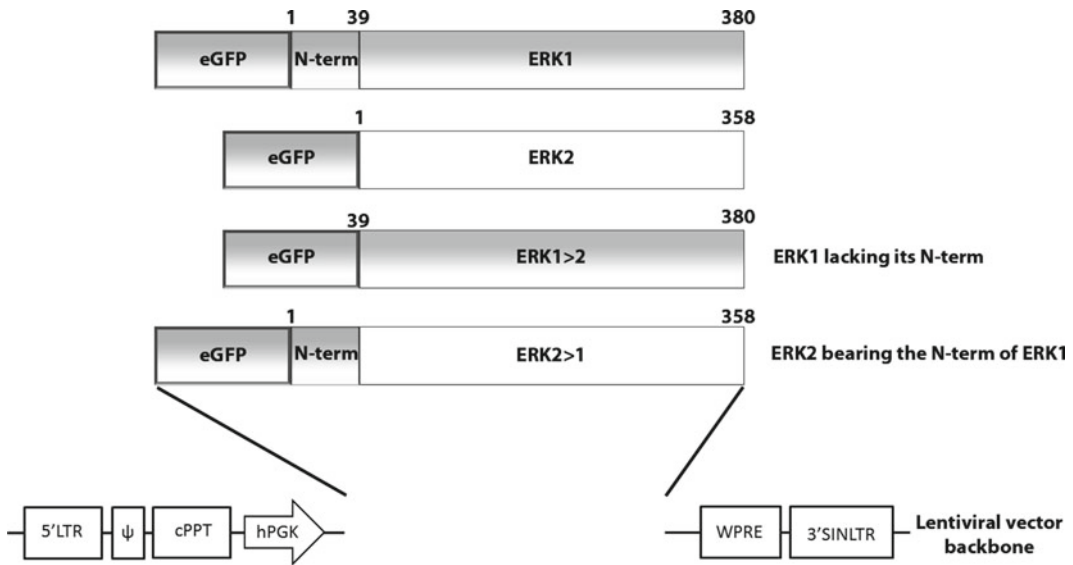 1 39 380
eGFP N-term ERK1
1 358
eGFP ERK2
39 380
eGFP ERK1>2 ERK1 lacking its N-term
1 358
eGFP N-term ERK2>1 ERK2 bearing the N-term of ERK1
5'LTR ψ cPPT hPGK WPRE 3'SINLTR Lentiviral vector
backbone